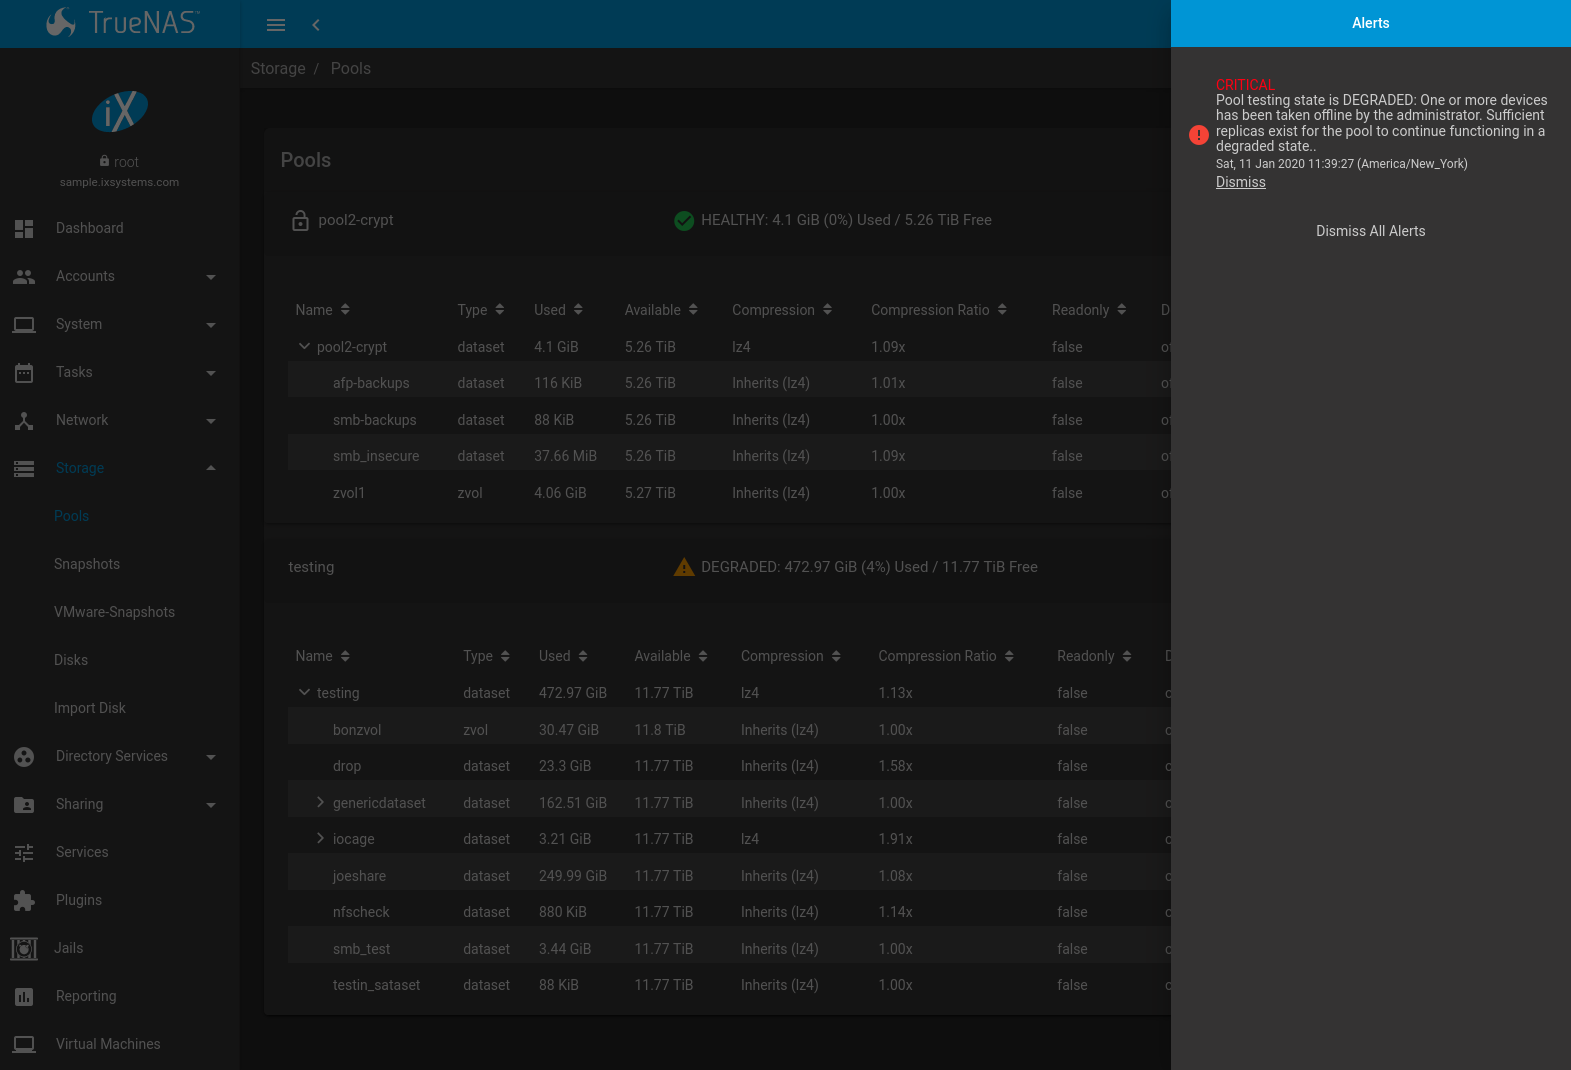 TrueNAS™
Alerts
Storage / Pools
iX
root
sample.ixsystems.com
Dashboard
Accounts
System
Tasks
Network
Storage
Pools
Snapshots
VMware-Snapshots
Disks
Import Disk
Directory Services
Sharing
Services
Plugins
Jails
Reporting
Virtual Machines
Pools
pool2-crypt HEALTHY: 4.1 GiB (0%) Used / 5.26 TiB Free
Name Type Used Available Compression Compression Ratio Readonly D
pool2-crypt dataset 4.1 GiB 5.26 TiB lz4 1.09x false
afp-backups dataset 116 KiB 5.26 TiB Inherits (lz4) 1.01x false
smb-backups dataset 88 KiB 5.26 TiB Inherits (lz4) 1.00x false
smb_insecure dataset 37.66 MiB 5.26 TiB Inherits (lz4) 1.09x false
zvol1 zvol 4.06 GiB 5.27 TiB Inherits (lz4) 1.00x false
testing DEGRADED: 472.97 GiB (4%) Used / 11.77 TiB Free
Name Type Used Available Compression Compression Ratio Readonly
testing dataset 472.97 GiB 11.77 TiB lz4 1.13x false
bonzvol zvol 30.47 GiB 11.8 TiB Inherits (lz4) 1.00x false
drop dataset 23.3 GiB 11.77 TiB Inherits (lz4) 1.58x false
genericdataset dataset 162.51 GiB 11.77 TiB Inherits (lz4) 1.00x false
iocage dataset 3.21 GiB 11.77 TiB lz4 1.91x false
joeshare dataset 249.99 GiB 11.77 TiB Inherits (lz4) 1.08x false
nfscheck dataset 880 KiB 11.77 TiB Inherits (lz4) 1.14x false
smb_test dataset 3.44 GiB 11.77 TiB Inherits (lz4) 1.00x false
testin_sataset dataset 88 KiB 11.77 TiB Inherits (lz4) 1.00x false
CRITICAL
Pool testing state is DEGRADED: One or more devices
has been taken offline by the administrator. Sufficient
replicas exist for the pool to continue functioning in a
degraded state..
Sat, 11 Jan 2020 11:39:27 (America/New_York)
Dismiss
Dismiss All Alerts